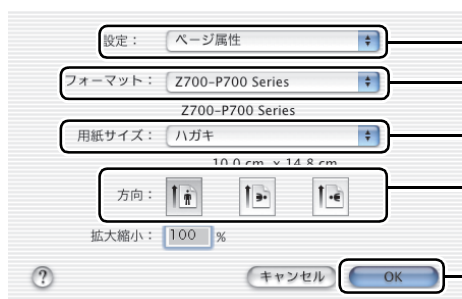 設定： ページ属性
フォーマット： Z700-P700 Series
Z700-P700 Series
用紙サイズ： ハガキ
10.0 cm x 14.8 cm
方向：
拡大縮小： 100 %
? キャンセル OK